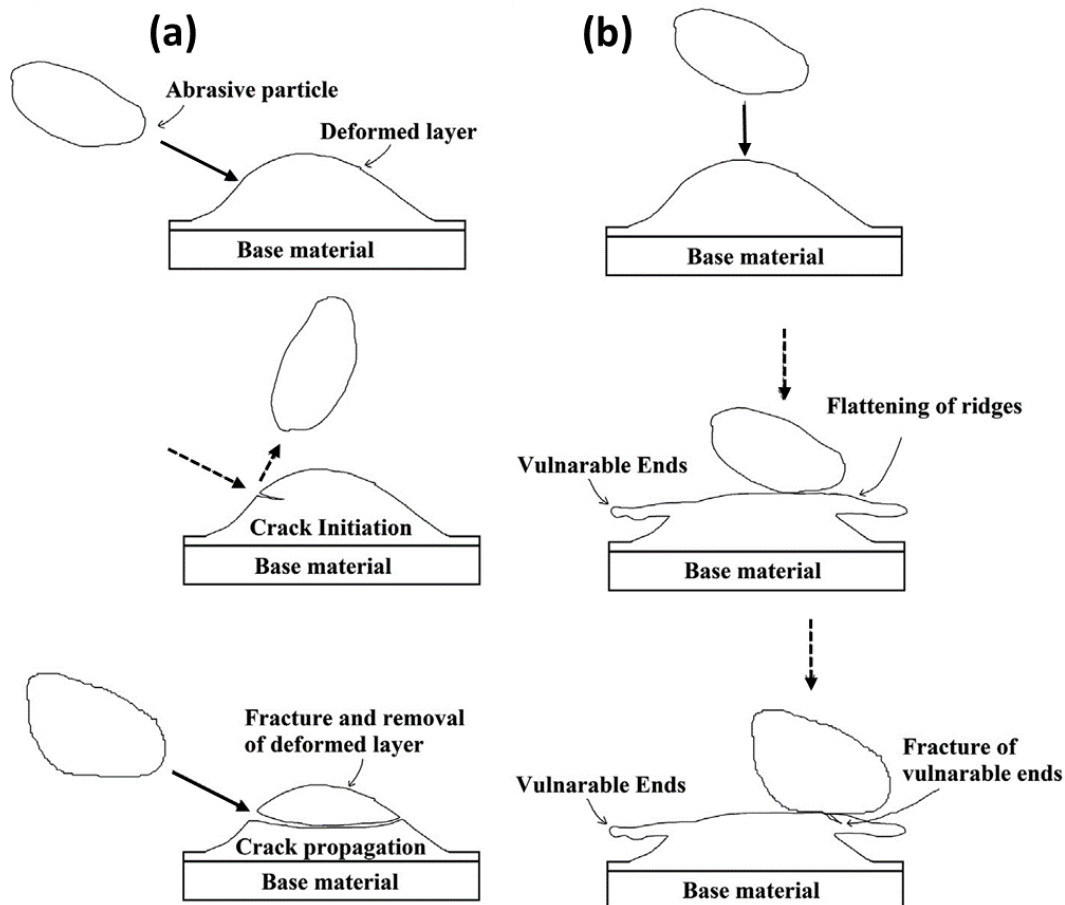 (a)
Abrasive particle
Deformed layer
Base material
Crack Initiation
Base material
Fracture and removal
of deformed layer
Crack propagation
Base material
(b)
Base material
Flattening of ridges
Vulnarable Ends
Base material
Fracture of
vulnarable ends
Vulnarable Ends
Base material